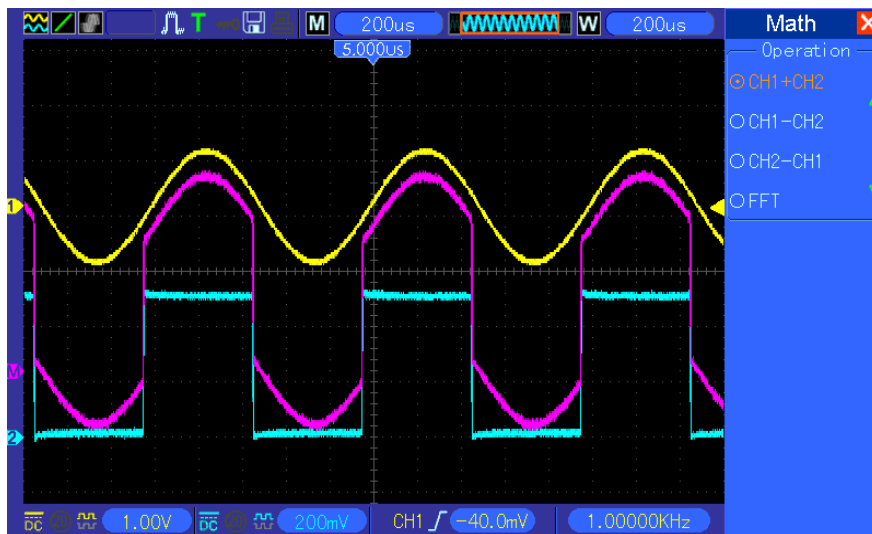 T M 200us W 200us Math X
5.000US
Operation
CH1+CH2
CH1-CH2
CH2-CH1
FFT
1
M
2
DC 1.00V DC 200mV CH1 -40.0mV 1.00000KHz